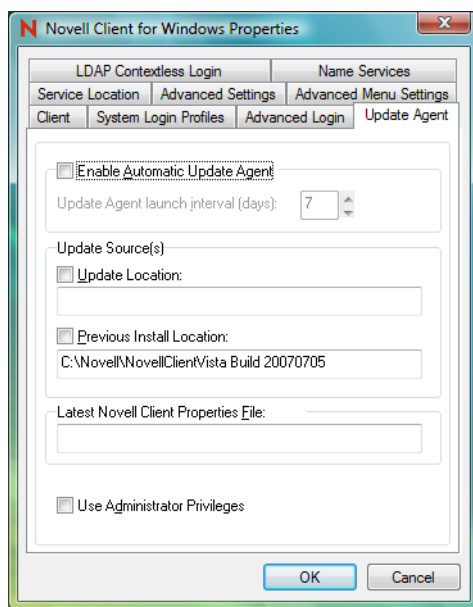 N Novell Client for Windows Properties
LDAP Contextless Login Name Services
Service Location Advanced Settings Advanced Menu Settings
Client System Login Profiles Advanced Login Update Agent
Enable Automatic Update Agent
Update Agent launch interval (days): 7
Update Source(s)
Update Location:
Previous Install Location:
C:\Novell\NovellClientVista Build 20070705
Latest Novell Client Properties File:
Use Administrator Privileges
OK Cancel